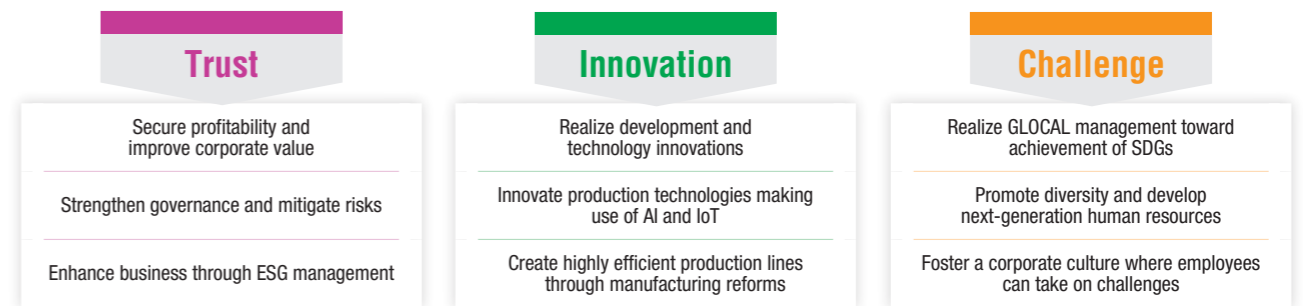 Trust
Secure profitability and
improve corporate value
Strengthen governance and mitigate risks
Enhance business through ESG management
Innovation
Realize development and
technology innovations
Innovate production technologies making
use of AI and IoT
Create highly efficient production lines
through manufacturing reforms
Challenge
Realize GLOCAL management toward
achievement of SDGs
Promote diversity and develop
next-generation human resources
Foster a corporate culture where employees
can take on challenges